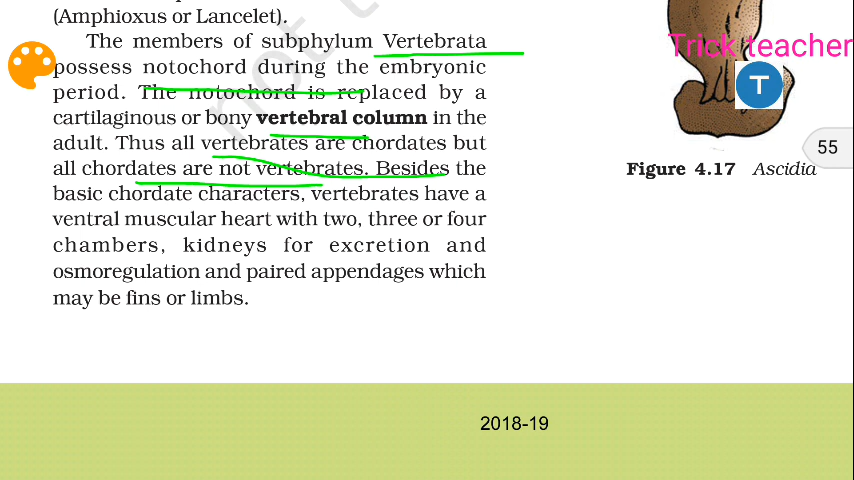 (Amphioxus or Lancelet).
The members of subphylum Vertebrata
possess notochord during the embryonic
period. The notochord is replaced by a
cartilaginous or bony vertebral column in the
adult. Thus all vertebrates are chordates but
all chordates are not vertebrates. Besides the
basic chordate characters, vertebrates have a
ventral muscular heart with two, three or four
chambers, kidneys for excretion and
osmoregulation and paired appendages which
may be fins or limbs.
Trick teacher
T
55
Figure 4.17 Ascidia
not t
2018-19